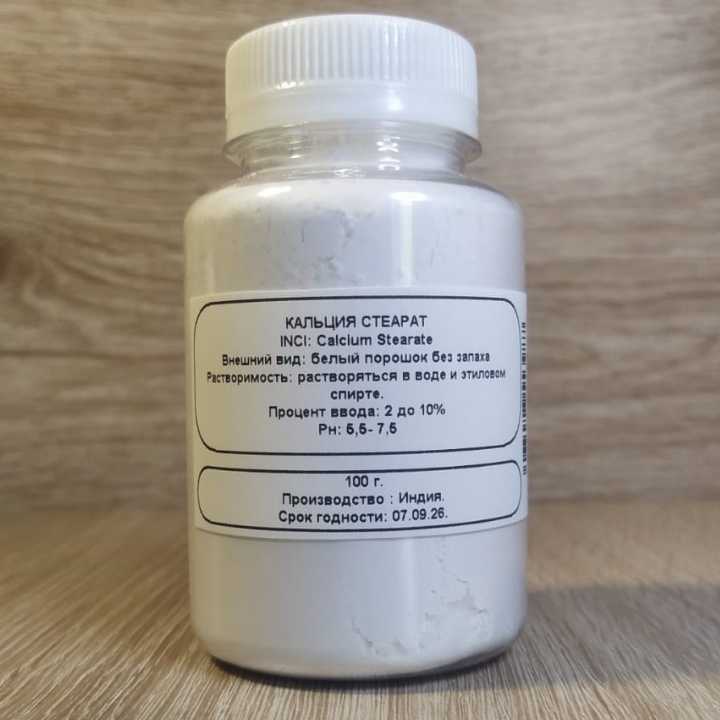 КАЛЬЦИЯ СТЕАРАТ
INCI: Calcium Stearate
Внешний вид: белый порошок без запаха
Растворимость: растворяться в воде и этиловом
спирте.
Процент ввода: 2 до 10%
Рн: 5,5- 7,5
100 г.
Производство : Индия.
Срок годности: 07.09.26.